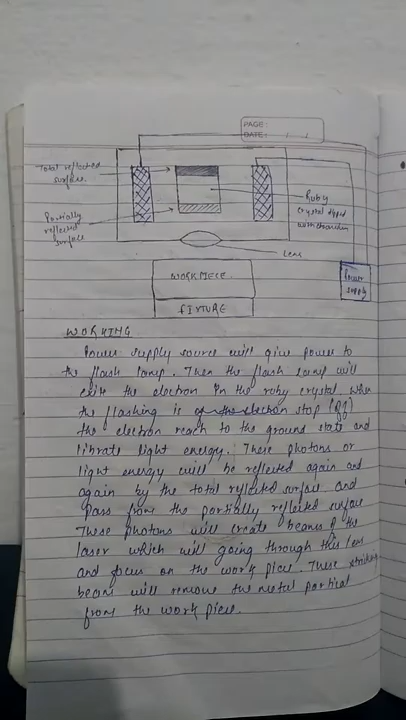 PAGE:
DATE: / /
Total reflected
surface
Partially
reflected
surface
Ruby
crystal dipped
with chromium
Lens
Power
supply
WORKPIECE.
FIXTURE
WORKING
Power supply source will give power to
the flash lamp. Then the flash lamp will
exit the electron in the ruby crystal. When
the flashing is of the electron stop (off)
the electron reach to the ground state and
librate light energy. These photons or
light energy will be reflected again and
again by the total reflected surface and
pass from the partially reflected surface
These photons will create beams of the
laser which will going through this lens
and focus on the work piece. These striking
beam will remove the metal partical
from the work piece.